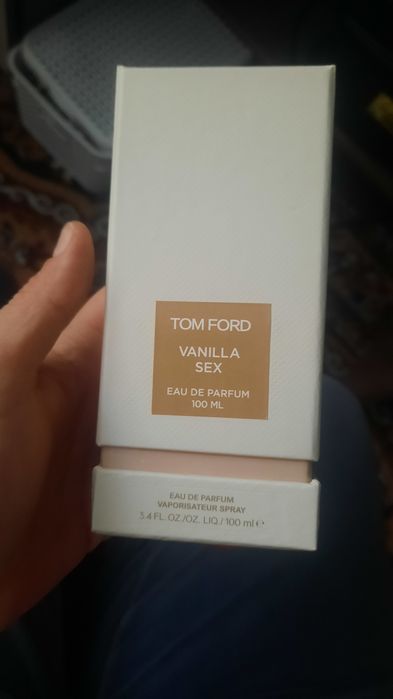 TOM FORD
VANILLA
SEX
EAU DE PARFUM
100 ML
EAU DE PARFUM
VAPORISATEUR SPRAY
3.4 FL. OZ./OZ. LIQ./ 100 ml ℮